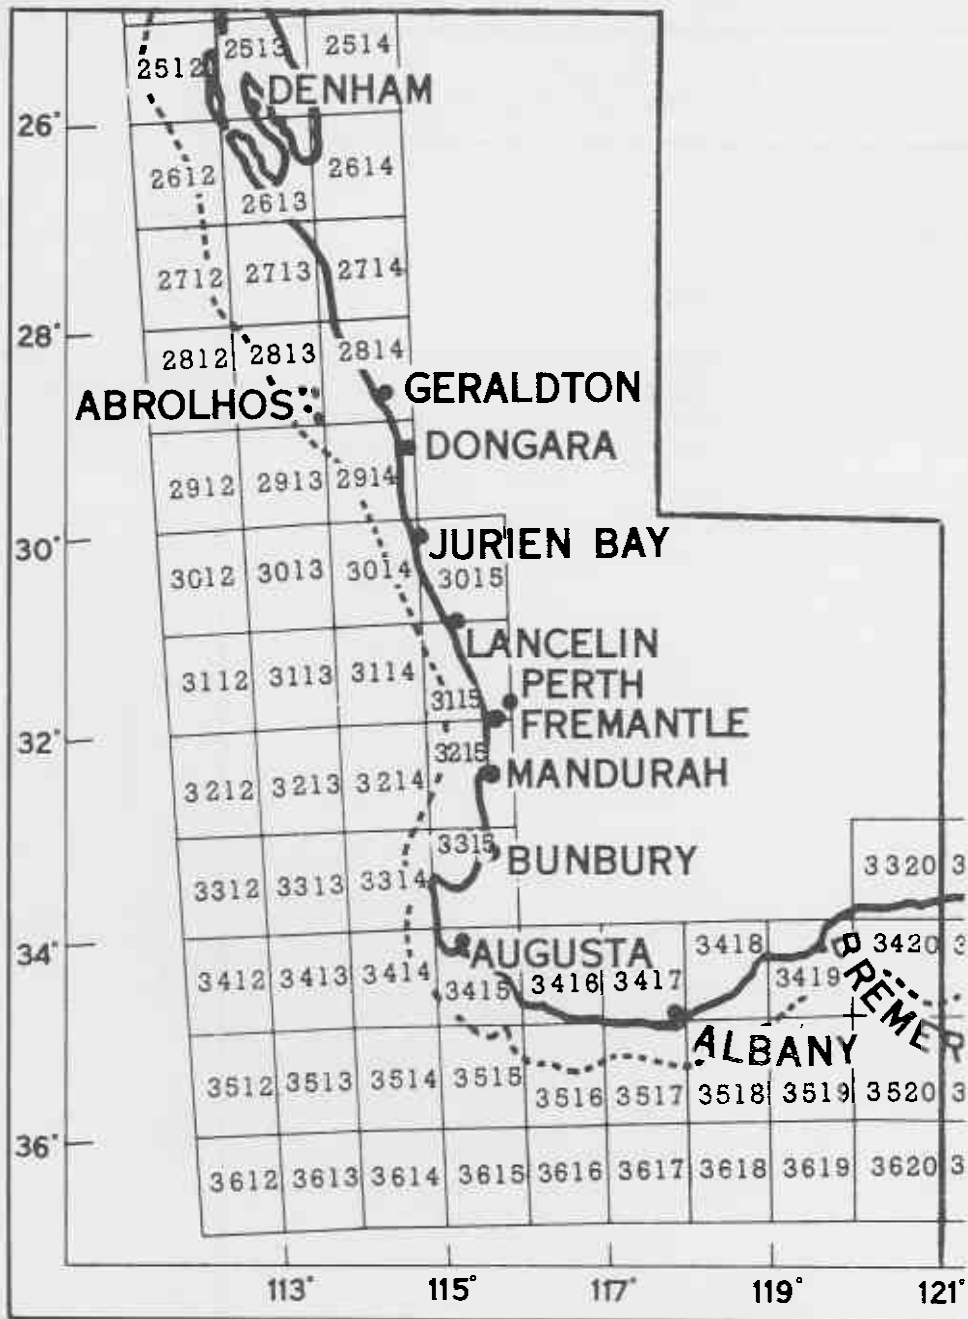 2513 2514
2512
DENHAM
26°
2612 2614
2613
2712 2713 2714
28°
2812 2813 2814
ABROLHOS GERALDTON
DONGARA
2912 2913 2914
30° JURIEN BAY
3012 3013 3014 3015
LANCELIN
3112 3113 3114
3115 PERTH
FREMANTLE
32° 3215
3212 3213 3214 MANDURAH
3315 BUNBURY
3312 3313 3314 3320 3
34° AUGUSTA 3418 3420 3
3412 3413 3414 3415 3416 3417 3419
BREMER
ALBANY
3512 3513 3514 3515 3516 3517 3518 3519 3520 3
36°
3612 3613 3614 3615 3616 3617 3618 3619 3620 3
113° 115° 117° 119° 121°